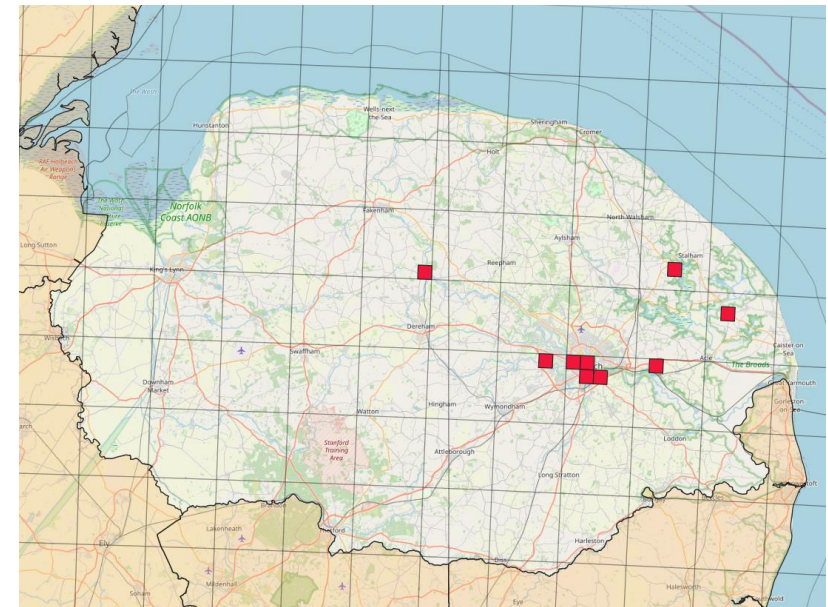 The Wash
Wells-next
the-Sea
Hunstanton
Sheringham
Cromer
Holt
RAF Holbeach
Air Weapons
Range
The Wash
National
Nature
Reserve
Norfolk
Coast AONB
Fakenham
North Walsham
Long Sutton
Aylsham
Stalham
King's Lynn
Reepham
Dereham
Wisbech
Swaffham
Caister-on
Sea
Acle
The Broads
Downham
Market
Great Yarmouth
Gorleston
on-Sea
Watton
Hingham
Wymondham
Stanford
Training
Area
Loddon
Attleborough
Long Stratton
Lakenheath
Thetford
Harleston
Ely
Diss
Mildenhall
Halesworth
Soham
Eye
Southwold